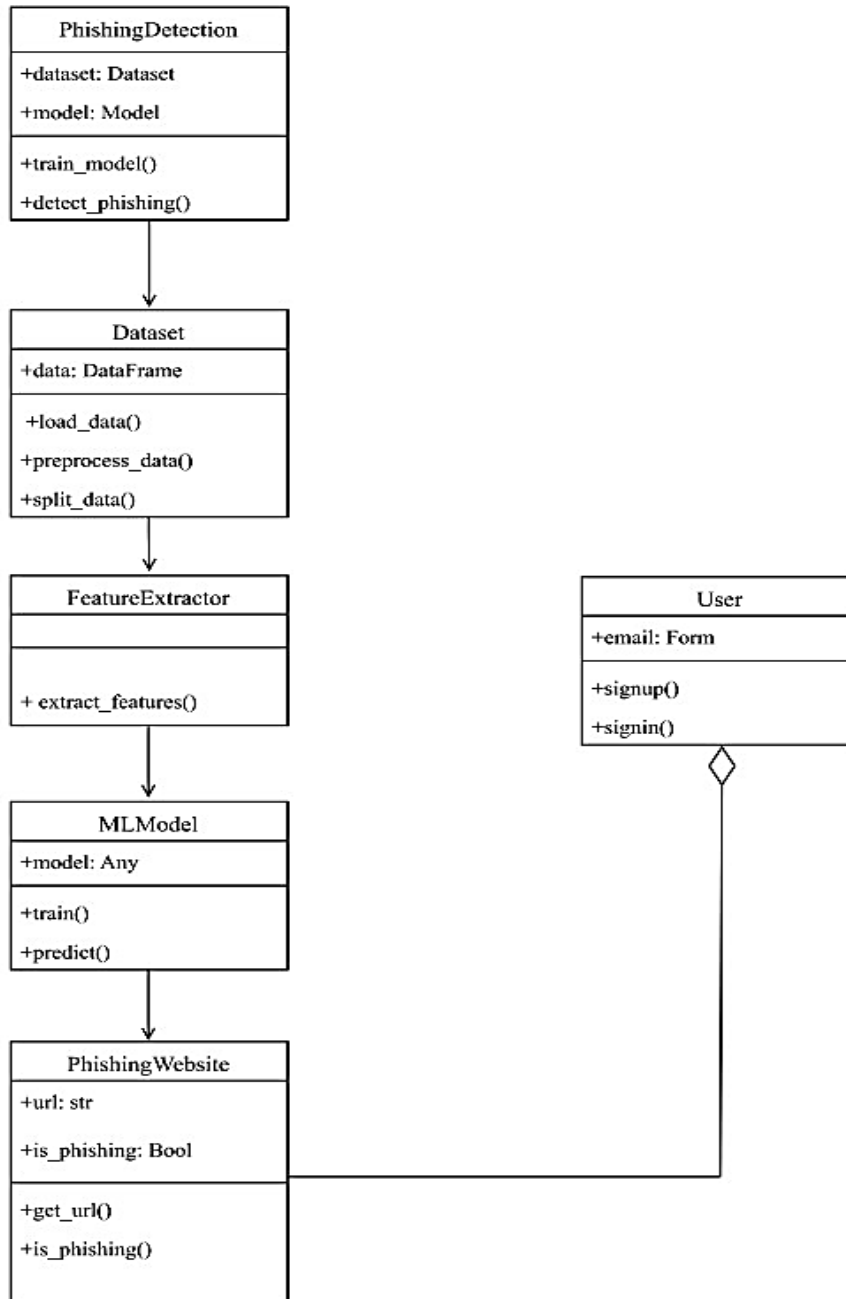 PhishingDetection
+dataset: Dataset
+model: Model
+train_model()
+detect_phishing()
Dataset
+data: DataFrame
+load_data()
+preprocess_data()
+split_data()
FeatureExtractor
+ extract_features()
MLModel
+model: Any
+train()
+predict()
PhishingWebsite
+url: str
+is_phishing: Bool
+get_url()
+is_phishing()
User
+email: Form
+signup()
+signin()